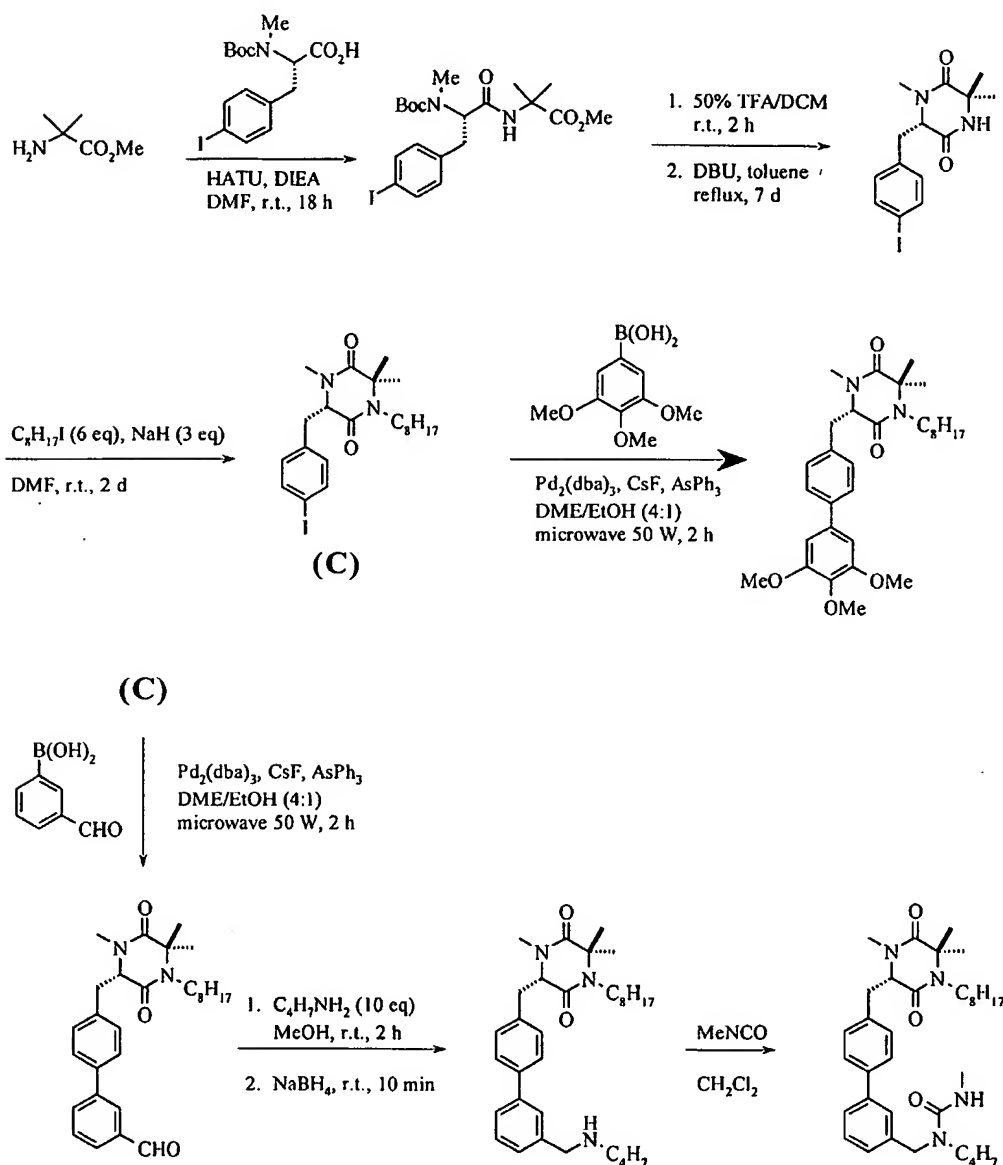 Me
BocN CO₂H
I
H₂N CO₂Me
HATU, DIEA
DMF, r.t., 18 h
Me O
BocN N CO₂Me
H
I
1. 50% TFA/DCM
r.t., 2 h
2. DBU, toluene
reflux, 7 d
O
N
NH
O
I
C₈H₁₇I (6 eq), NaH (3 eq)
DMF, r.t., 2 d
O
N
N C₈H₁₇
O
I
(C)
B(OH)₂
MeO OMe
OMe
Pd₂(dba)₃, CsF, AsPh₃
DME/EtOH (4:1)
microwave 50 W, 2 h
O
N
N C₈H₁₇
O
MeO OMe
OMe
(C)
B(OH)₂
CHO
Pd₂(dba)₃, CsF, AsPh₃
DME/EtOH (4:1)
microwave 50 W, 2 h
O
N
N C₈H₁₇
O
CHO
1. C₄H₇NH₂ (10 eq)
MeOH, r.t., 2 h
2. NaBH₄, r.t., 10 min
O
N
N C₈H₁₇
O
H
N C₄H₇
MeNCO
CH₂Cl₂
O
N
N C₈H₁₇
O
O NH
N C₄H₇